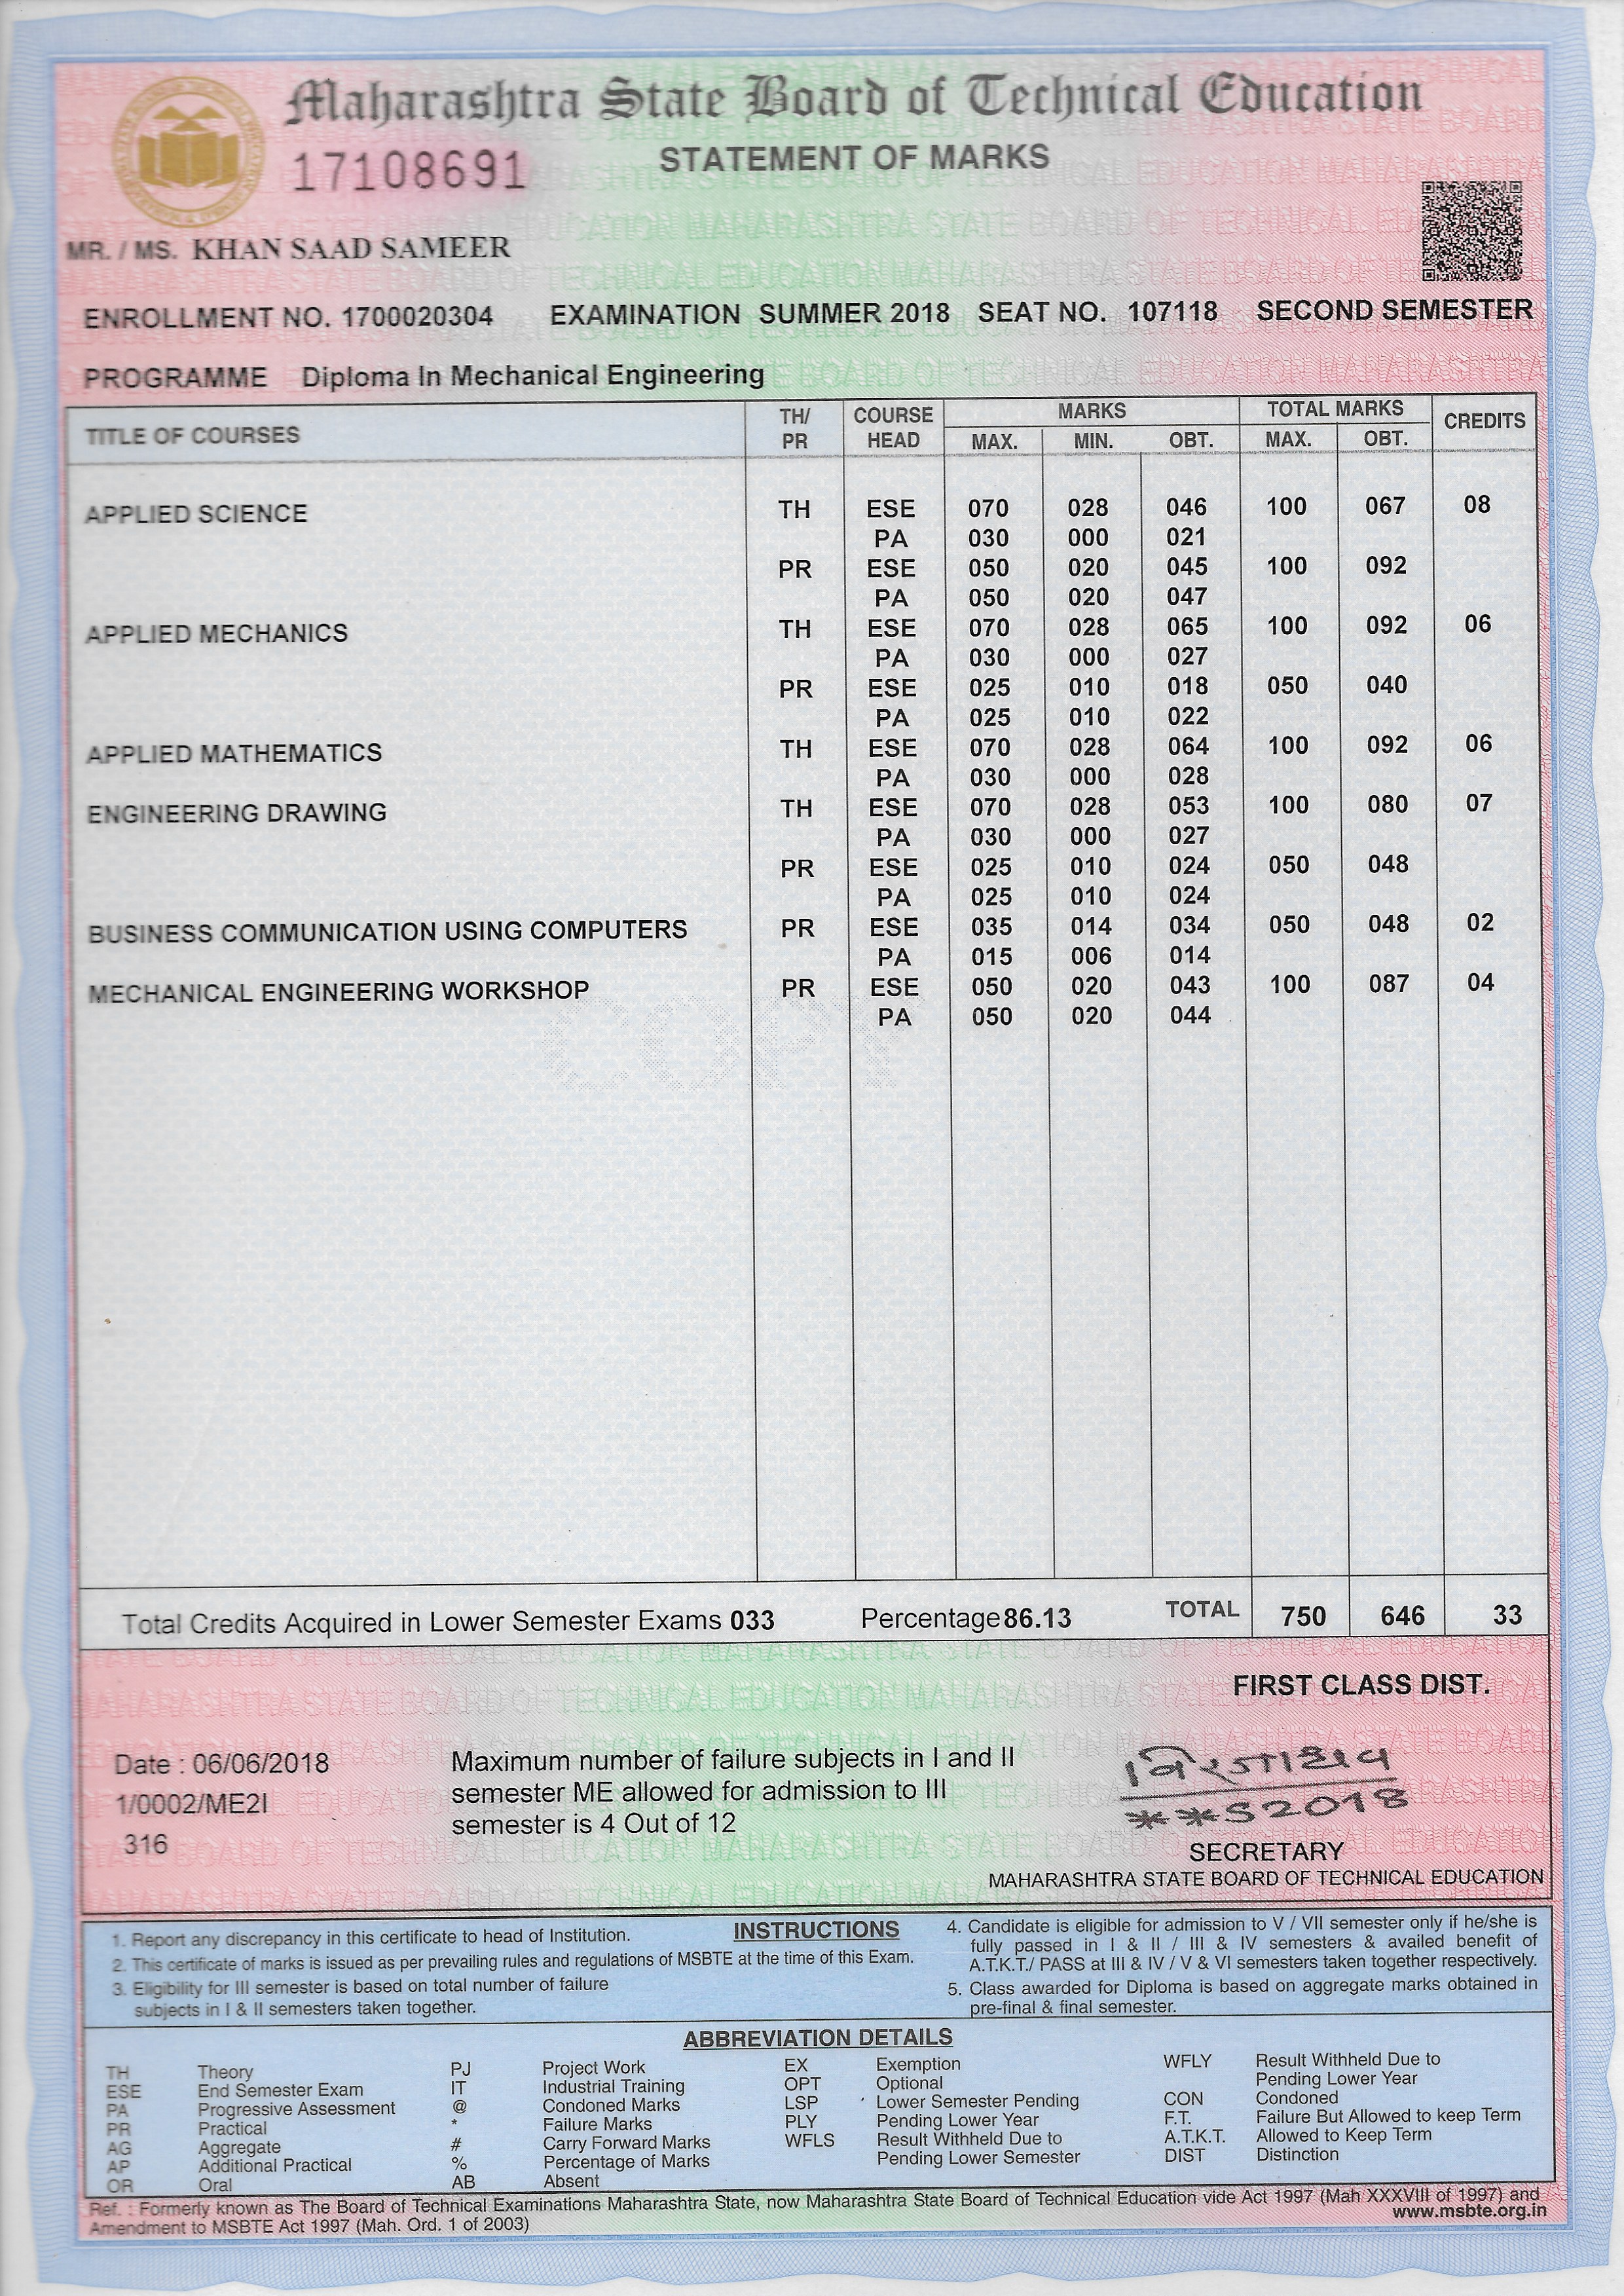 Maharashtra State Board of Technical Education
17108691
STATEMENT OF MARKS
MR. / MS. KHAN SAAD SAMEER
ENROLLMENT NO. 1700020304 EXAMINATION SUMMER 2018 SEAT NO. 107118 SECOND SEMESTER
PROGRAMME Diploma In Mechanical Engineering
TITLE OF COURSES TH/ PR COURSE HEAD MARKS MAX. MIN. OBT. TOTAL MARKS MAX. OBT. CREDITS
APPLIED SCIENCE TH ESE 070 028 046 100 067 08
PA 030 000 021
PR ESE 050 020 045 100 092
PA 050 020 047
APPLIED MECHANICS TH ESE 070 028 065 100 092 06
PA 030 000 027
PR ESE 025 010 018 050 040
PA 025 010 022
APPLIED MATHEMATICS TH ESE 070 028 064 100 092 06
PA 030 000 028
ENGINEERING DRAWING TH ESE 070 028 053 100 080 07
PA 030 000 027
PR ESE 025 010 024 050 048
PA 025 010 024
BUSINESS COMMUNICATION USING COMPUTERS PR ESE 035 014 034 050 048 02
PA 015 006 014
MECHANICAL ENGINEERING WORKSHOP PR ESE 050 020 043 100 087 04
PA 050 020 044
COPY
Total Credits Acquired in Lower Semester Exams 033 Percentage 86.13 TOTAL 750 646 33
FIRST CLASS DIST.
Date : 06/06/2018
1/0002/ME2I
316
Maximum number of failure subjects in I and II
semester ME allowed for admission to III
semester is 4 Out of 12
**S2018
SECRETARY
MAHARASHTRA STATE BOARD OF TECHNICAL EDUCATION
INSTRUCTIONS
1. Report any discrepancy in this certificate to head of Institution.
2. This certificate of marks is issued as per prevailing rules and regulations of MSBTE at the time of this Exam.
3. Eligibility for III semester is based on total number of failure
subjects in I & II semesters taken together.
4. Candidate is eligible for admission to V / VII semester only if he/she is
fully passed in I & II / III & IV semesters & availed benefit of
A.T.K.T./ PASS at III & IV / V & VI semesters taken together respectively.
5. Class awarded for Diploma is based on aggregate marks obtained in
pre-final & final semester.
ABBREVIATION DETAILS
TH Theory
ESE End Semester Exam
PA Progressive Assessment
PR Practical
AG Aggregate
AP Additional Practical
OR Oral
PJ Project Work
IT Industrial Training
@ Condoned Marks
* Failure Marks
# Carry Forward Marks
% Percentage of Marks
AB Absent
EX Exemption
OPT Optional
LSP Lower Semester Pending
PLY Pending Lower Year
WFLS Result Withheld Due to
Pending Lower Semester
WFLY Result Withheld Due to
Pending Lower Year
CON Condoned
F.T. Failure But Allowed to keep Term
A.T.K.T. Allowed to Keep Term
DIST Distinction
Ref. : Formerly known as The Board of Technical Examinations Maharashtra State, now Maharashtra State Board of Technical Education vide Act 1997 (Mah XXXVIII of 1997) and
Amendment to MSBTE Act 1997 (Mah. Ord. 1 of 2003)
www.msbte.org.in